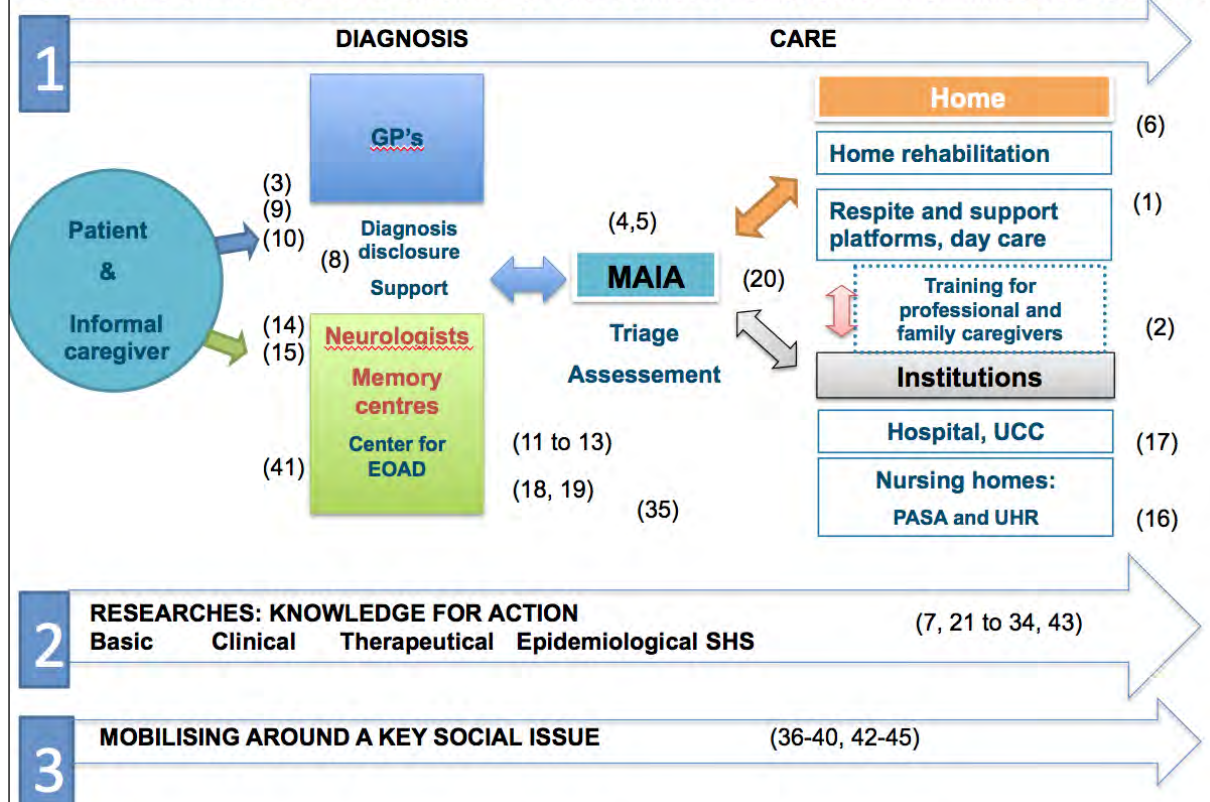 1
DIAGNOSIS
CARE
Patient
&
Informal
caregiver
(3)
(9)
(10)
(14)
(15)
(41)
GP's
(8)
Diagnosis
disclosure
Support
Neurologists
Memory
centres
Center for
EOAD
(11 to 13)
(18, 19)
(35)
(4,5)
MAIA
(20)
Triage
Assessement
Home
(6)
Home rehabilitation
(1)
Respite and support
platforms, day care
Training for
professional and
family caregivers
(2)
Institutions
Hospital, UCC
(17)
Nursing homes:
PASA and UHR
(16)
2
RESEARCHES: KNOWLEDGE FOR ACTION
Basic Clinical Therapeutical Epidemiological SHS
(7, 21 to 34, 43)
3
MOBILISING AROUND A KEY SOCIAL ISSUE
(36-40, 42-45)